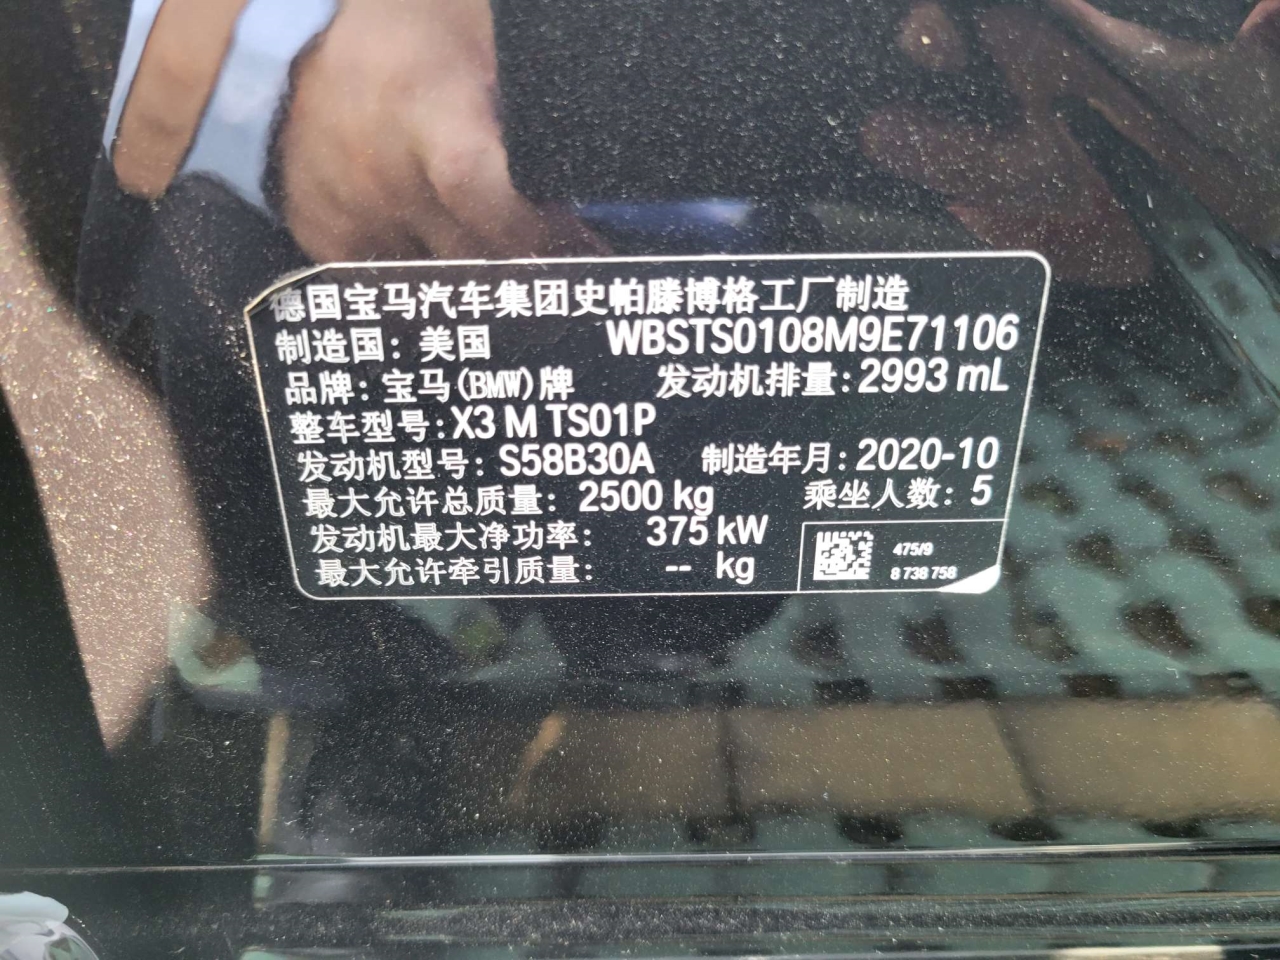 德国宝马汽车集团史帕滕博格工厂制造
制造国: 美国 WBSTS0108M9E71106
品牌: 宝马(BMW)牌 发动机排量: 2993 mL
整车型号: X3 M TS01P
发动机型号: S58B30A 制造年月: 2020-10
最大允许总质量: 2500 kg 乘坐人数: 5
发动机最大净功率: 375 kW
最大允许牵引质量: -- kg
475/9
8 738 758